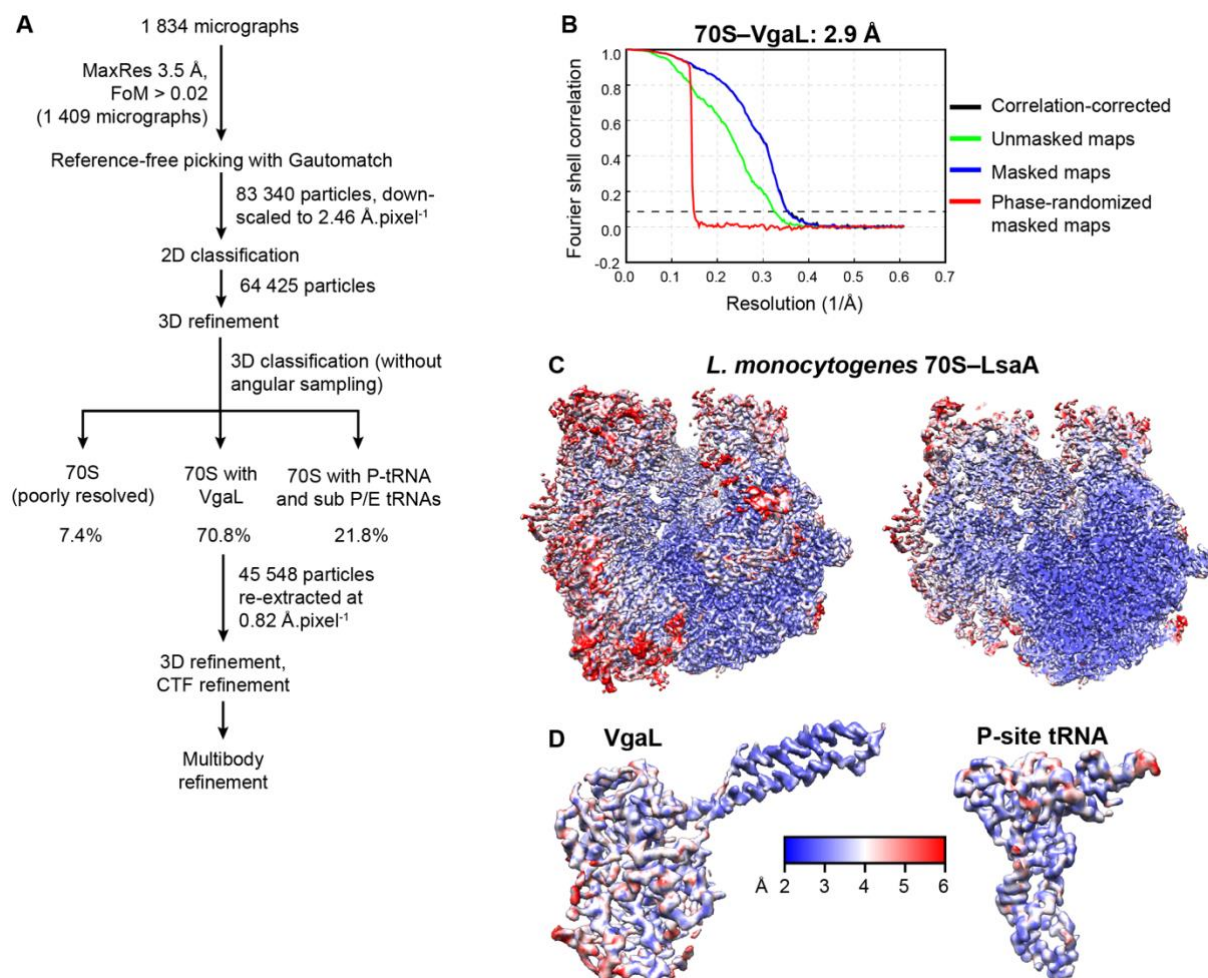 A
1 834 micrographs
MaxRes 3.5 Å,
FoM > 0.02
(1 409 micrographs)
Reference-free picking with Gautomatch
83 340 particles, down-
scaled to 2.46 Å.pixel⁻¹
2D classification
64 425 particles
3D refinement
3D classification (without
angular sampling)
70S
(poorly resolved)
7.4%
70S with
VgaL
70.8%
70S with P-tRNA
and sub P/E tRNAs
21.8%
45 548 particles
re-extracted at
0.82 Å.pixel⁻¹
3D refinement,
CTF refinement
Multibody
refinement
B
70S–VgaL: 2.9 Å
Fourier shell correlation
1.0
0.8
0.6
0.4
0.2
0.0
-0.2
0.0 0.1 0.2 0.3 0.4 0.5 0.6 0.7
Resolution (1/Å)
Correlation-corrected
Unmasked maps
Masked maps
Phase-randomized
masked maps
C
L. monocytogenes 70S–LsaA
D
VgaL
P-site tRNA
Å 2 3 4 5 6